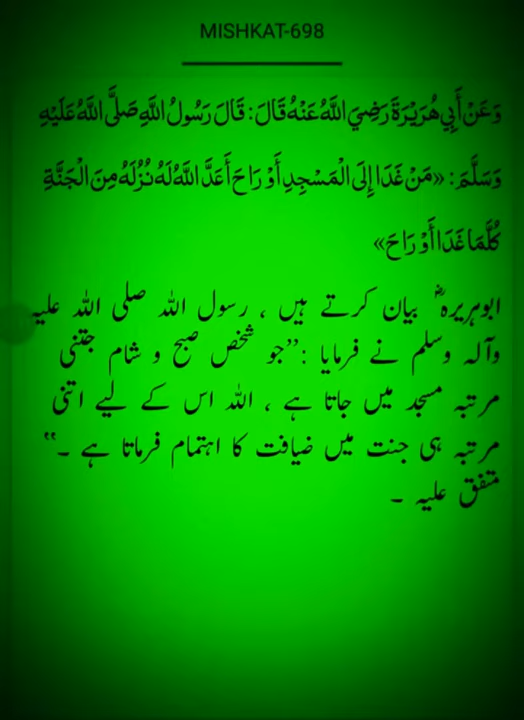 MISHKAT-698
وَعَنْ أَبِي هُرَيْرَةَ رَضِيَ اللَّهُ عَنْهُ قَالَ: قَالَ رَسُولُ اللَّهِ صَلَّى اللَّهُ عَلَيْهِ
وَسَلَّمَ: «مَنْ غَدَا إِلَى الْمَسْجِدِ أَوْ رَاحَ أَعَدَّ اللَّهُ لَهُ نُزُلَهُ مِنَ الْجَنَّةِ
كُلَّمَا غَدَا أَوْ رَاحَ»
ابوہریرہ ؓ بیان کرتے ہیں ، رسول اللہ صلی اللہ علیہ
وآلہ وسلم نے فرمایا :’’جو شخص صبح و شام جتنی
مرتبہ مسجد میں جاتا ہے ، اللہ اس کے لیے اتنی
مرتبہ ہی جنت میں ضیافت کا اہتمام فرماتا ہے ۔‘‘
متفق علیہ ۔